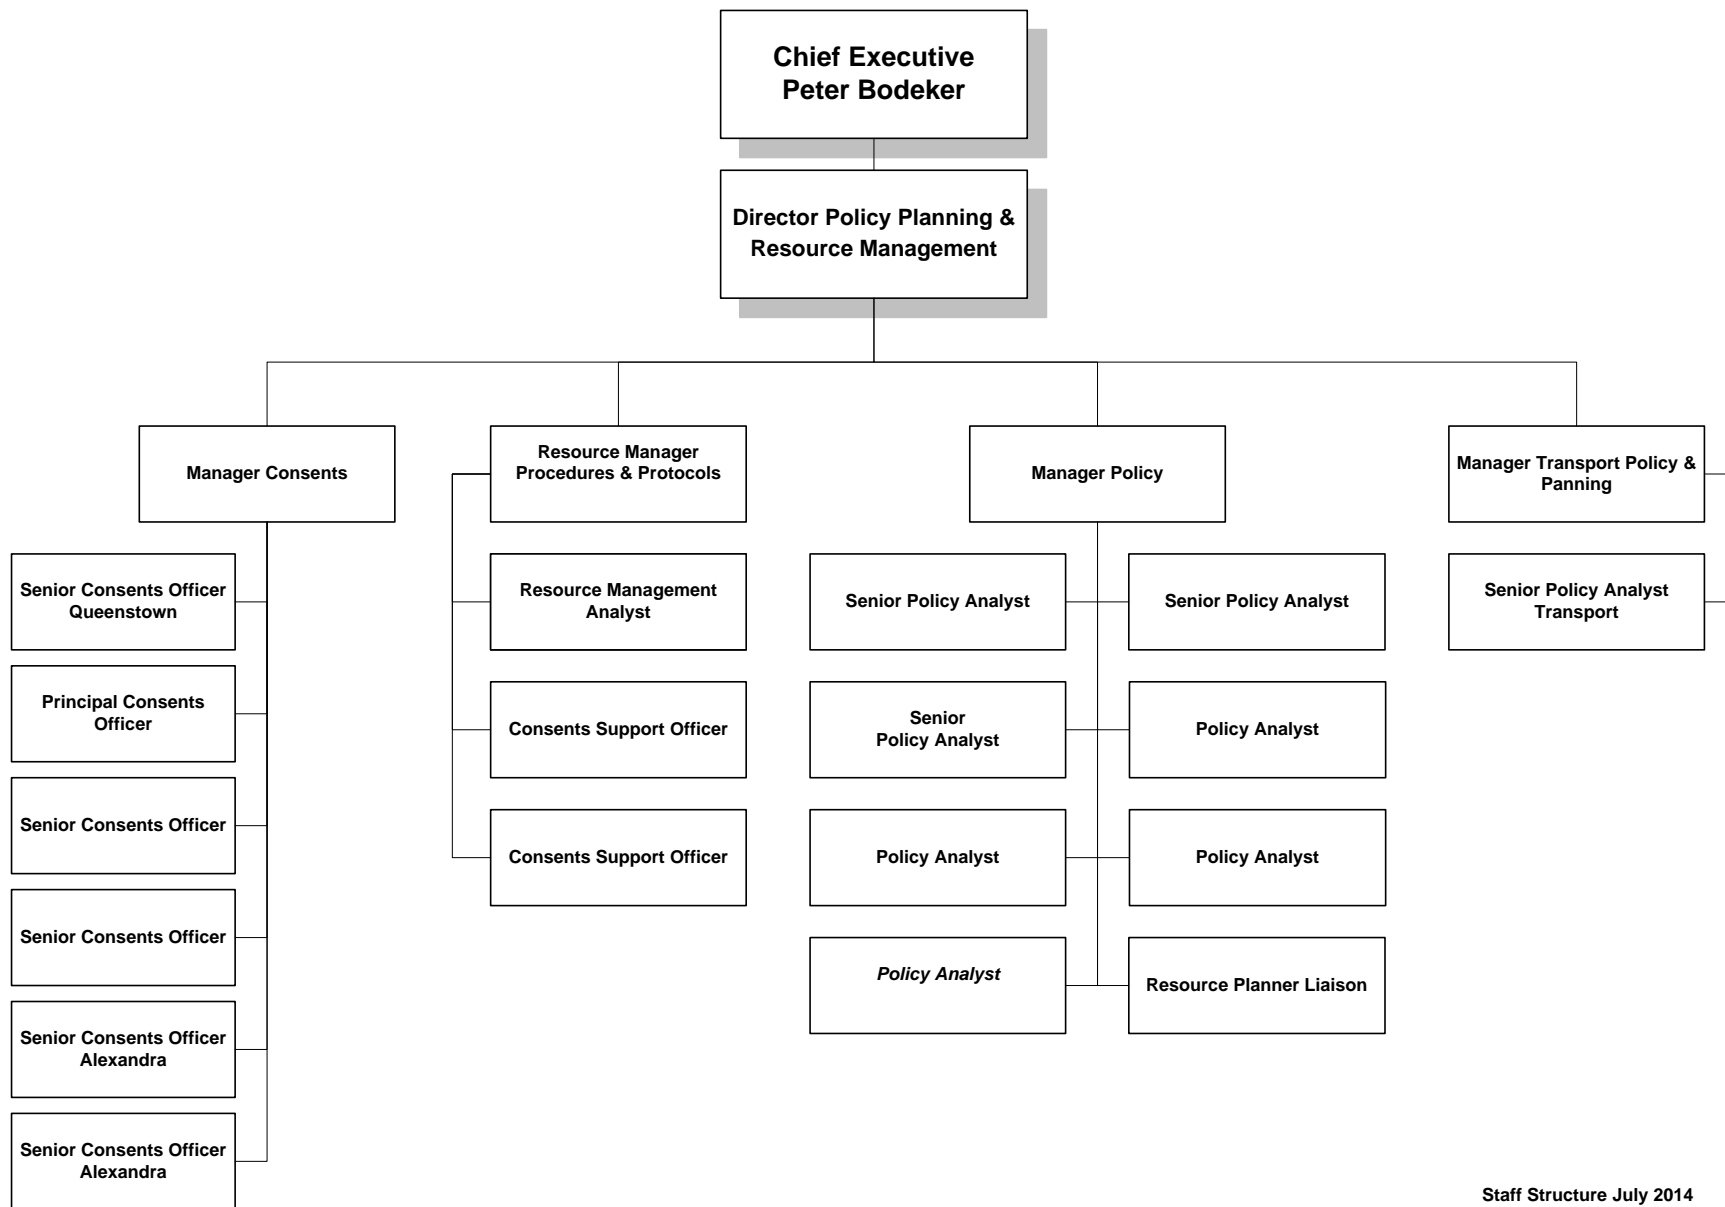 Chief Executive
Peter Bodeker
Director Policy Planning &
Resource Management
Manager Consents
Resource Manager
Procedures & Protocols
Manager Policy
Manager Transport Policy &
Panning
Senior Consents Officer
Queenstown
Principal Consents
Officer
Senior Consents Officer
Senior Consents Officer
Senior Consents Officer
Alexandra
Senior Consents Officer
Alexandra
Resource Management
Analyst
Consents Support Officer
Consents Support Officer
Senior Policy Analyst
Senior Policy Analyst
Senior
Policy Analyst
Policy Analyst
Policy Analyst
Policy Analyst
Policy Analyst
Resource Planner Liaison
Senior Policy Analyst
Transport
Staff Structure July 2014